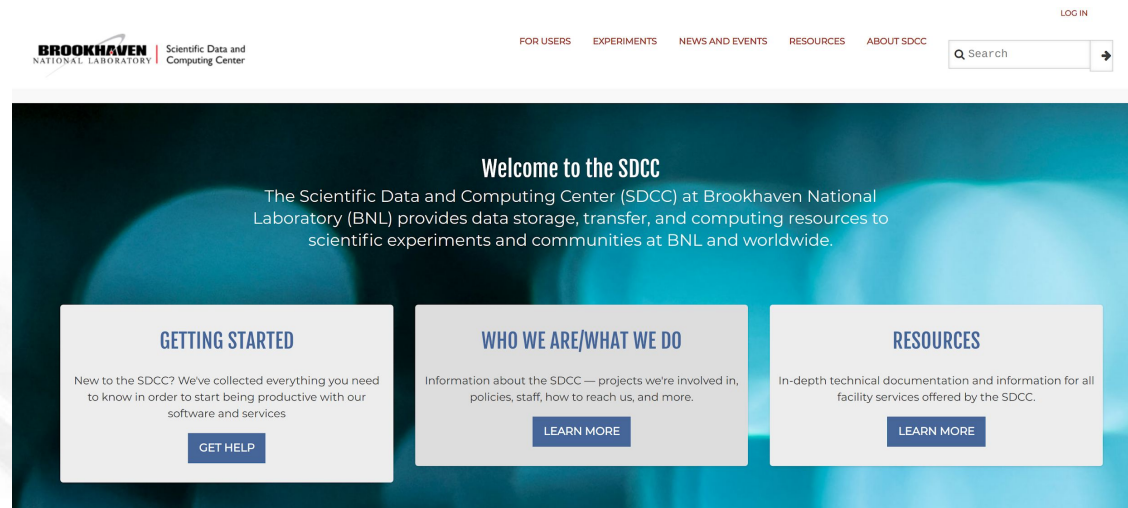 LOG IN
BROOKHAVEN
NATIONAL LABORATORY
Scientific Data and
Computing Center
FOR USERS EXPERIMENTS NEWS AND EVENTS RESOURCES ABOUT SDCC
Search
Welcome to the SDCC
The Scientific Data and Computing Center (SDCC) at Brookhaven National
Laboratory (BNL) provides data storage, transfer, and computing resources to
scientific experiments and communities at BNL and worldwide.
GETTING STARTED
New to the SDCC? We've collected everything you need
to know in order to start being productive with our
software and services
GET HELP
WHO WE ARE/WHAT WE DO
Information about the SDCC — projects we're involved in,
policies, staff, how to reach us, and more.
LEARN MORE
RESOURCES
In-depth technical documentation and information for all
facility services offered by the SDCC.
LEARN MORE